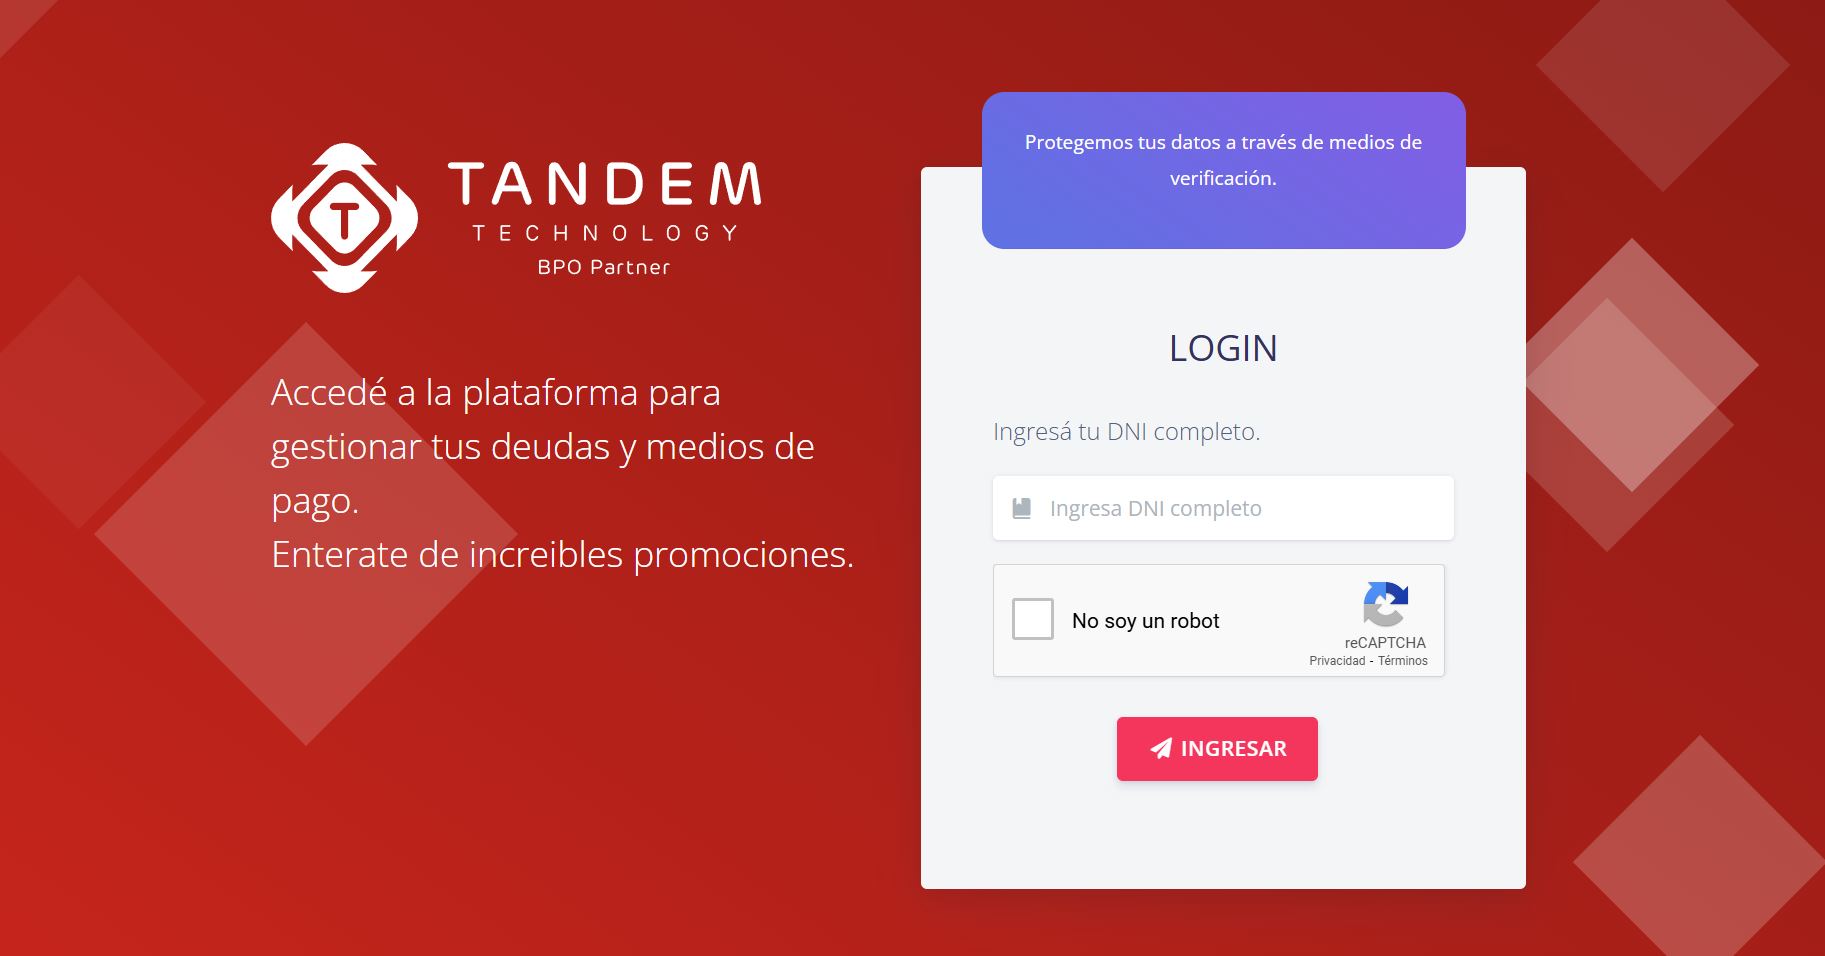 T
TANDEM
TECHNOLOGY
BPO Partner
Accedé a la plataforma para
gestionar tus deudas y medios de
pago.
Enterate de increibles promociones.
Protegemos tus datos a través de medios de
verificación.
LOGIN
Ingresá tu DNI completo.
Ingresa DNI completo
No soy un robot
reCAPTCHA
Privacidad - Términos
INGRESAR